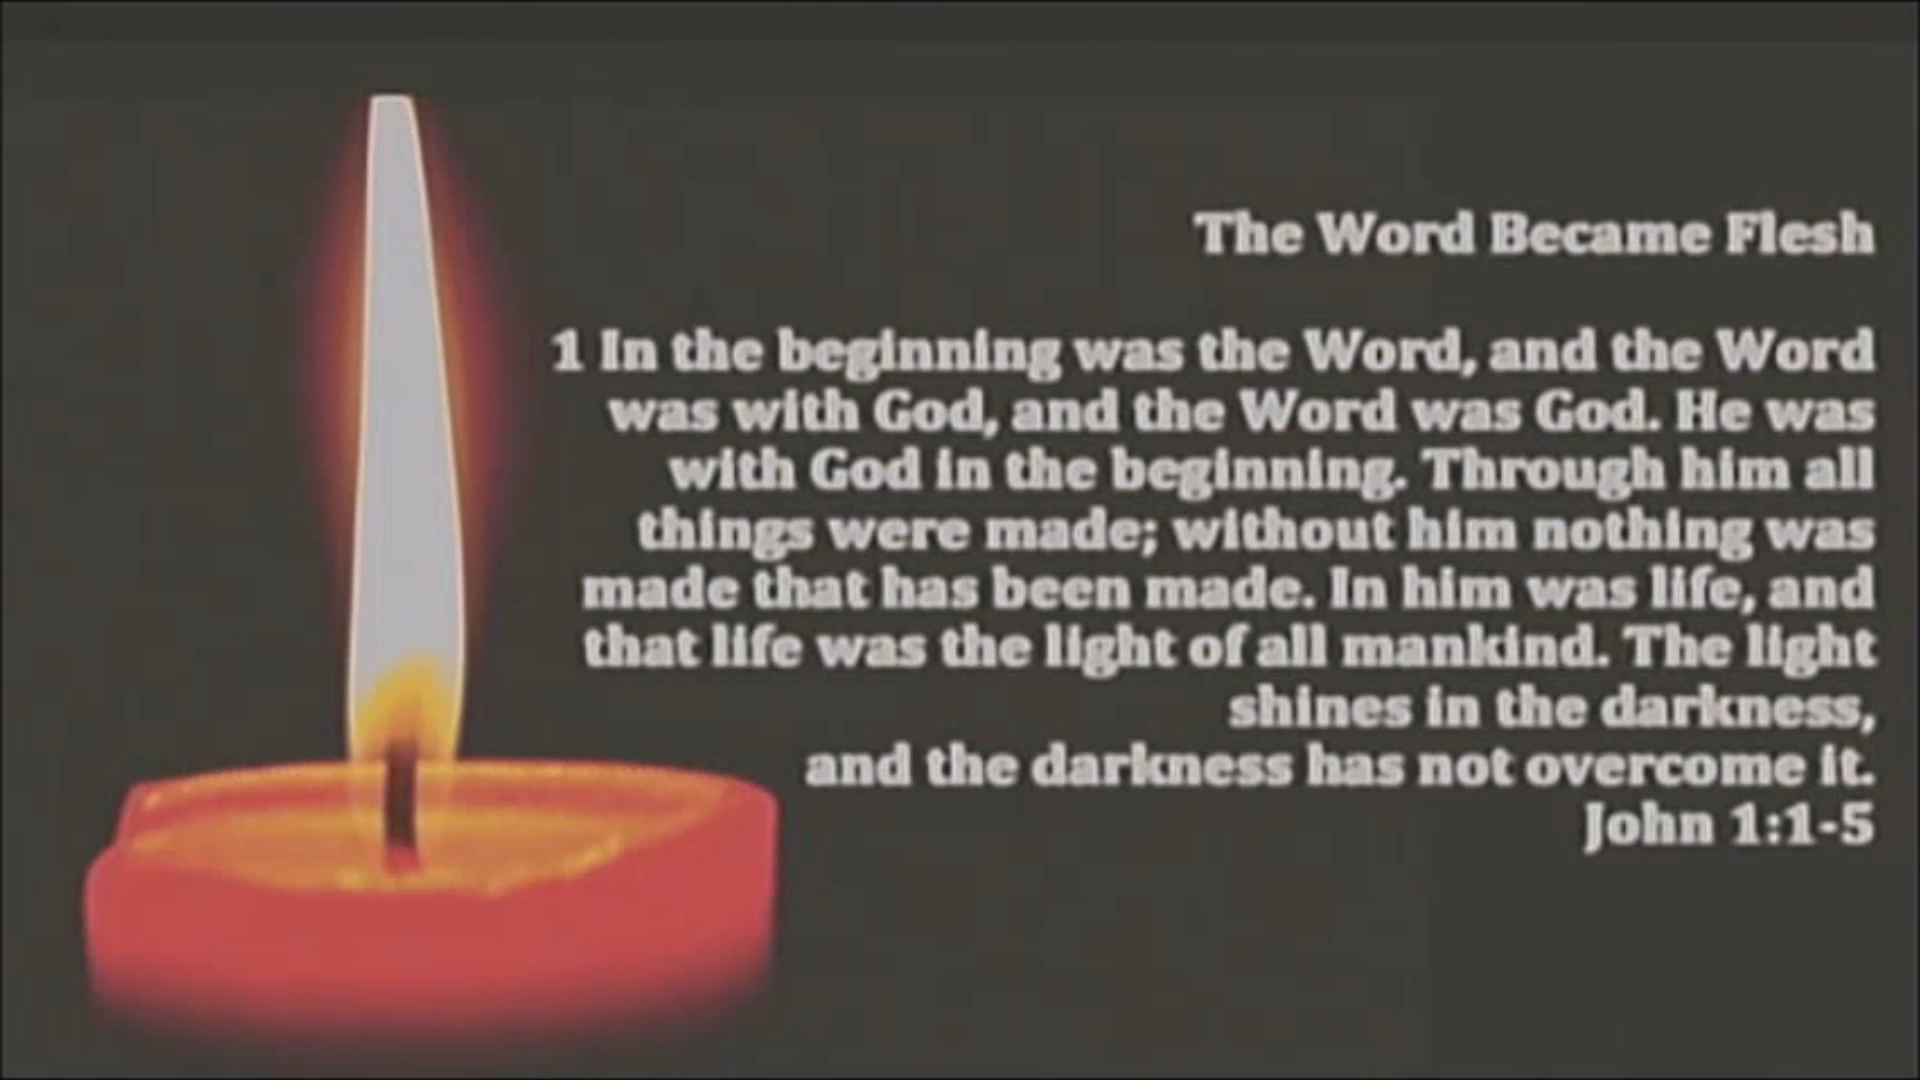 The Word Became Flesh
1 In the beginning was the Word, and the Word
was with God, and the Word was God. He was
with God in the beginning. Through him all
things were made; without him nothing was
made that has been made. In him was life, and
that life was the light of all mankind. The light
shines in the darkness,
and the darkness has not overcome it.
John 1:1-5